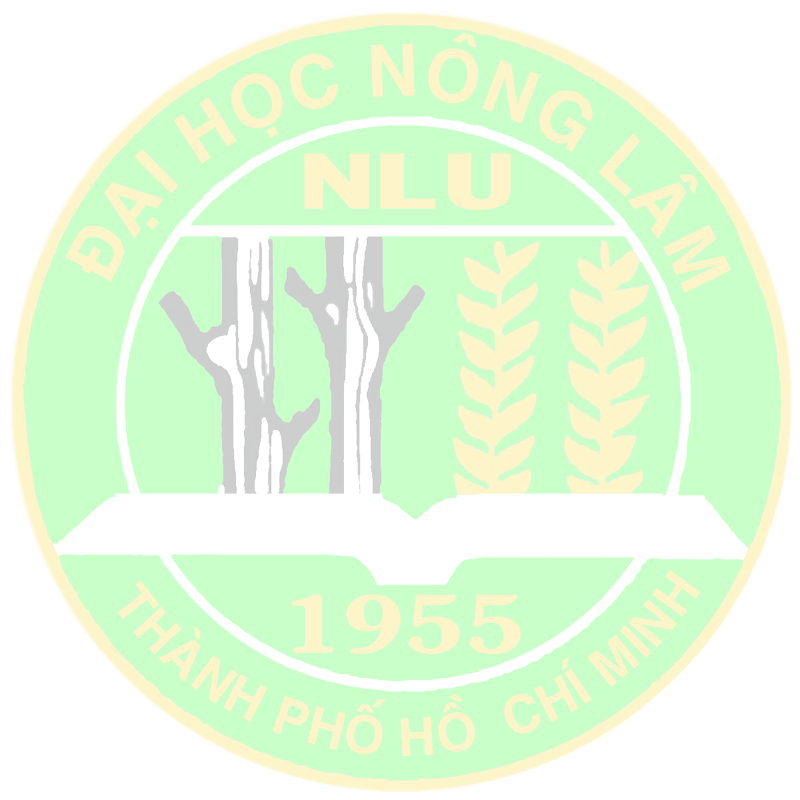 ĐẠI HỌC NÔNG LÂM
NLU
1955
THÀNH PHỐ HỒ CHÍ MINH